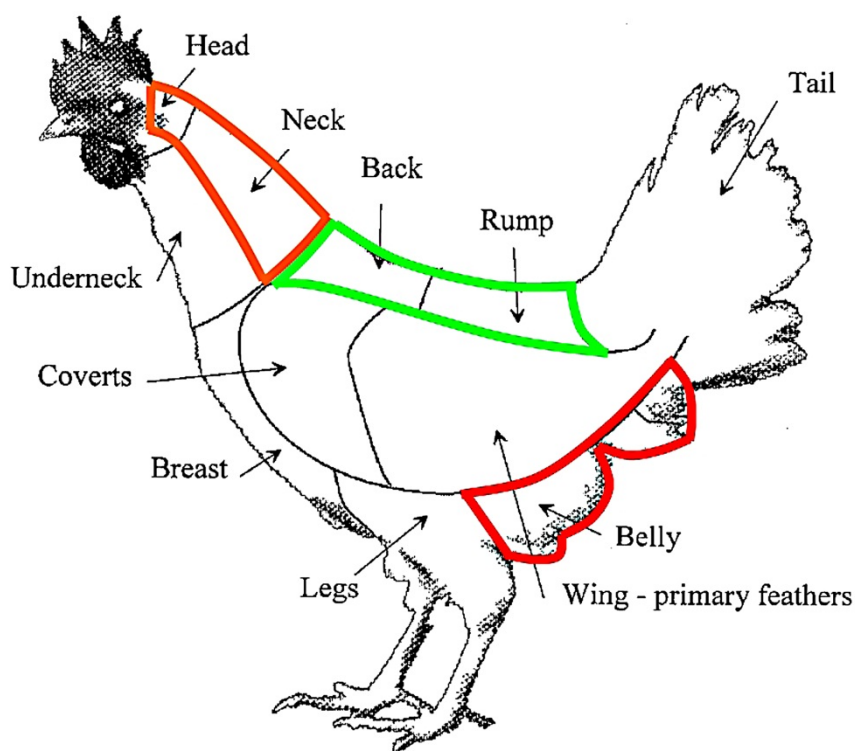 Head
Tail
Neck
Back
Rump
Underneck
Coverts
Breast
Belly
Legs
Wing - primary feathers